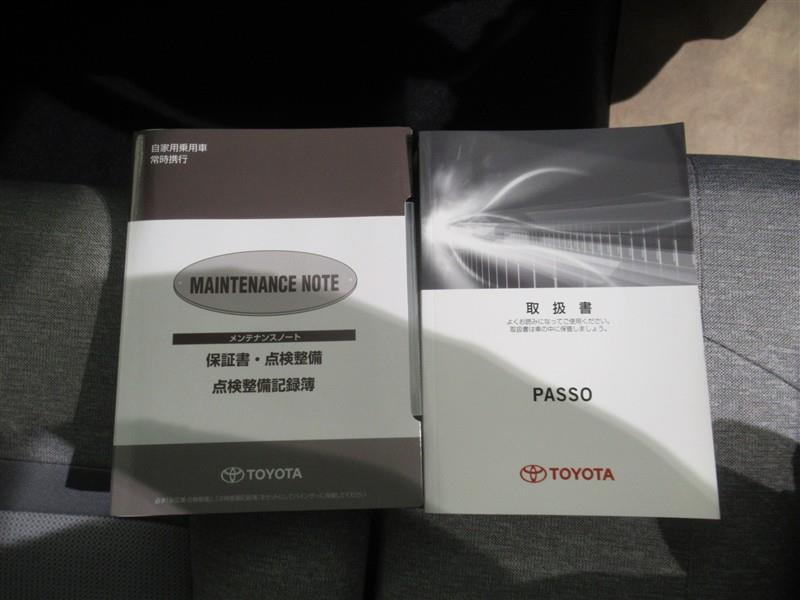 自家用乗用車
常時携行
MAINTENANCE NOTE
メンテナンスノート
保証書・点検整備
点検整備記録簿
TOYOTA
取扱書
よくお読みになってご使用ください。
取扱書は車の中に保管しましょう。
PASSO
TOYOTA